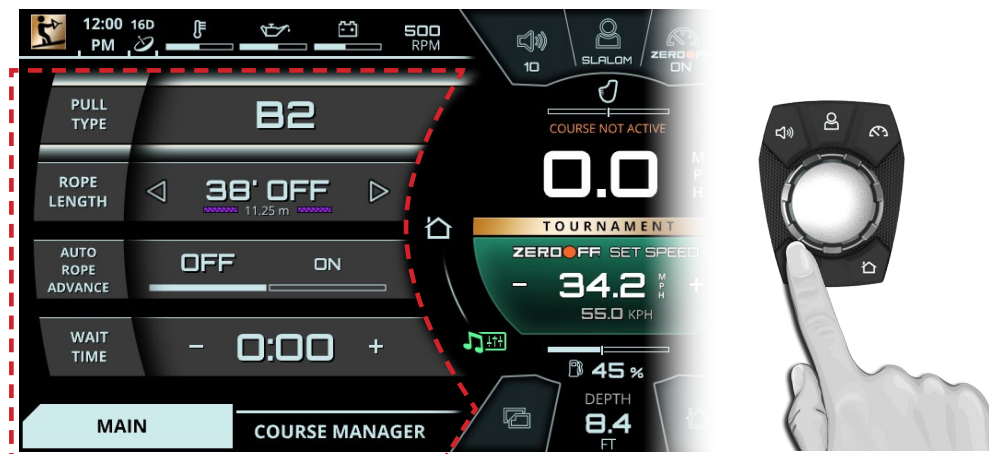 12:00 16D
PM
500
RPM
10
SLALOM
ZERO OFF
ON
PULL
TYPE
B2
ROPE
LENGTH
38' OFF
11.25 m
AUTO
ROPE
ADVANCE
OFF ON
WAIT
TIME
- 0:00 +
MAIN
COURSE MANAGER
COURSE NOT ACTIVE
0.0
MPH
TOURNAMENT
ZERO OFF SET SPEED
- 34.2 MPH +
55.0 KPH
45 %
DEPTH
8.4
FT